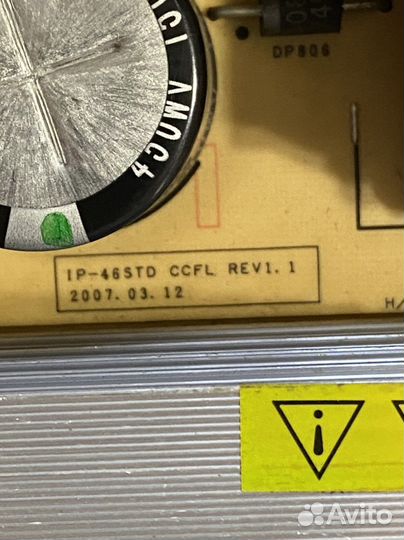 DP806
IP-46STD CCFL REV1.1
2007.03.12
H/
i
Avito